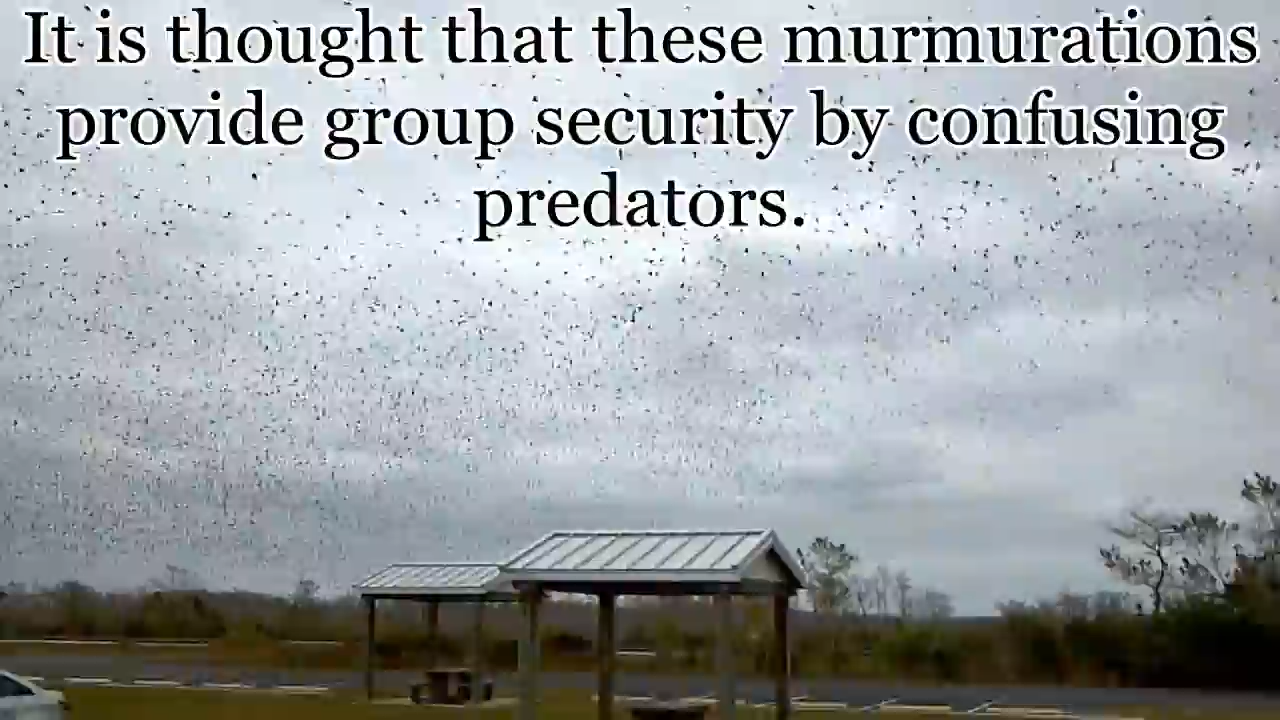 It is thought that these murmurations
provide group security by confusing
predators.